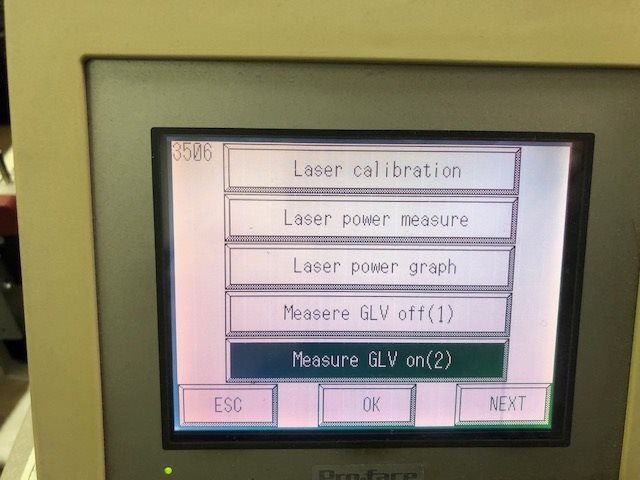 3506
Laser calibration
Laser power measure
Laser power graph
Measere GLV off(1)
Measure GLV on(2)
ESC OK NEXT
Pro-face